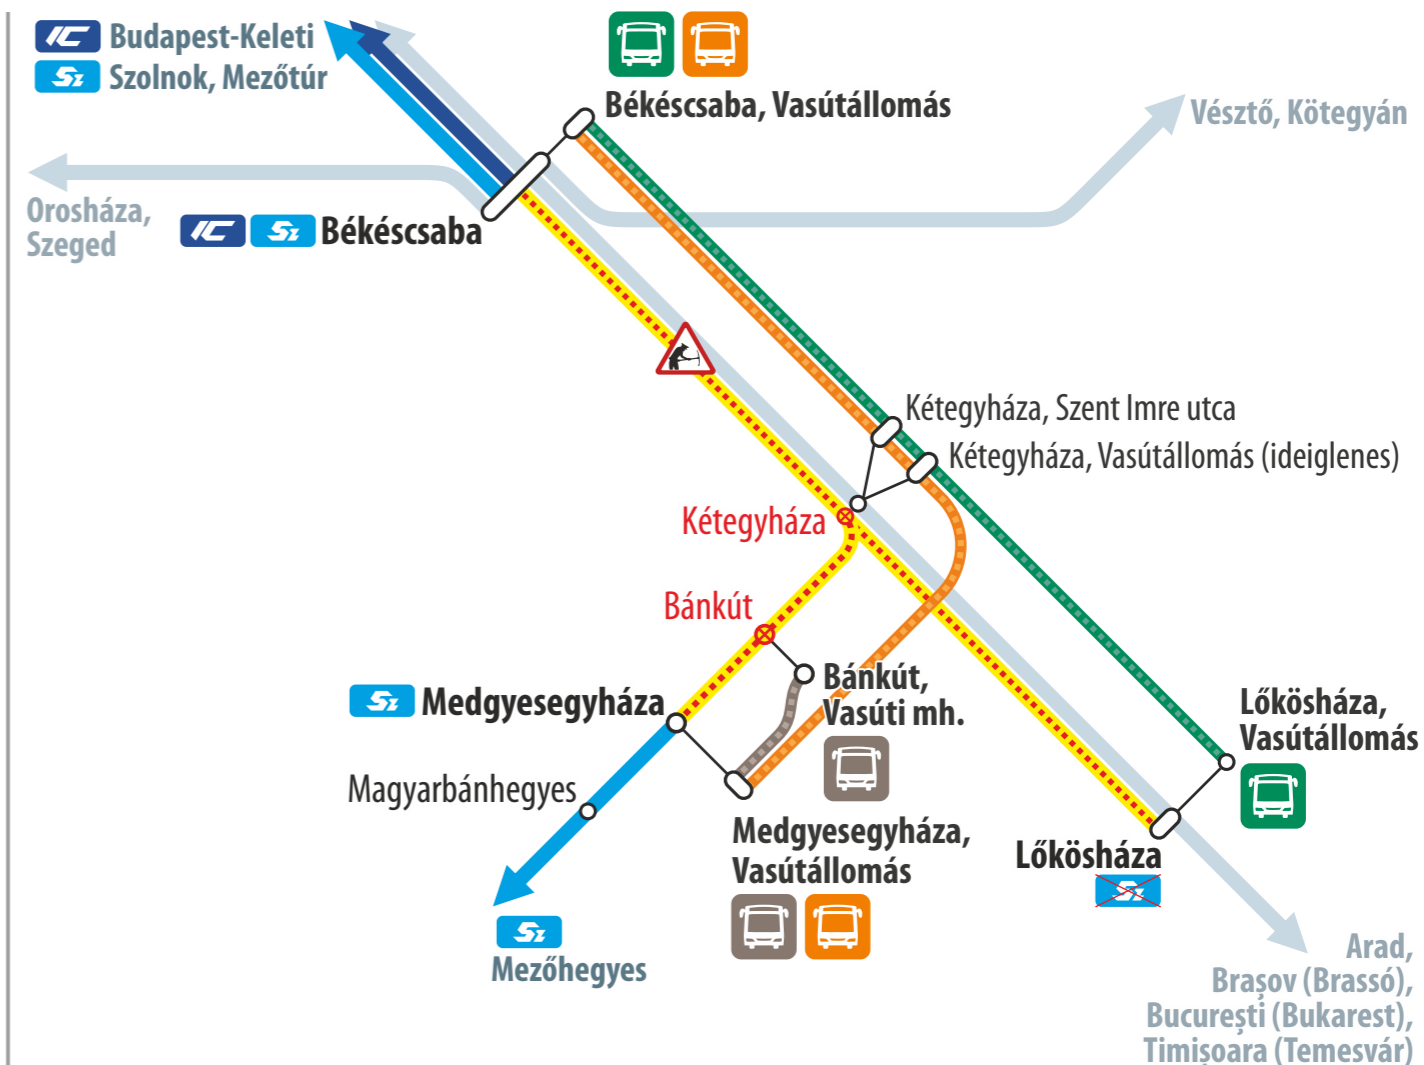 IC Budapest-Keleti
Sz Szolnok, Mezőtúr
Békéscsaba, Vasútállomás
Vésztő, Kötegyán
Orosháza,
Szeged
IC Sz Békéscsaba
Kétegyháza, Szent Imre utca
Kétegyháza, Vasútállomás (ideiglenes)
Kétegyháza
Bánkút
Bánkút,
Vasúti mh.
Sz Medgyesegyháza
Lőkösháza,
Vasútállomás
Magyarbánhegyes
Medgyesegyháza,
Vasútállomás
Lőkösháza
Sz
Sz
Mezőhegyes
Arad,
Brașov (Brassó),
București (Bukarest),
Timișoara (Temesvár)